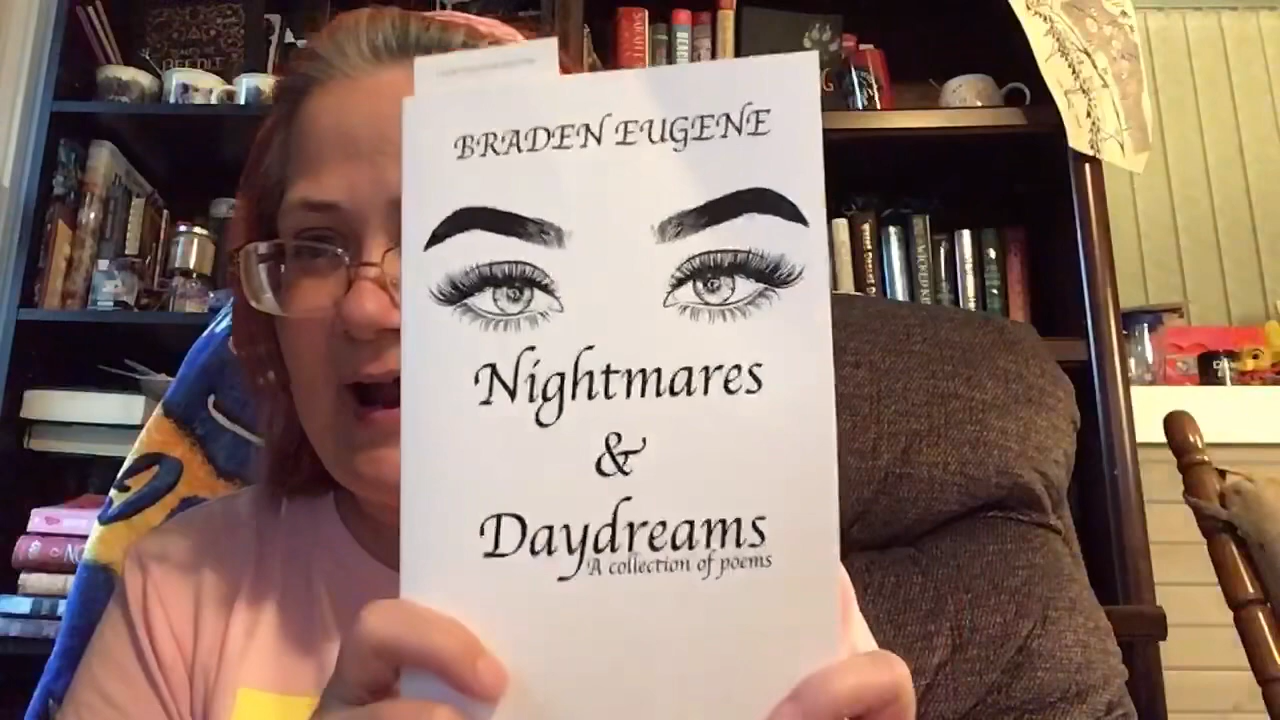 BRADEN EUGENE
Nightmares
&
Daydreams
A collection of poems